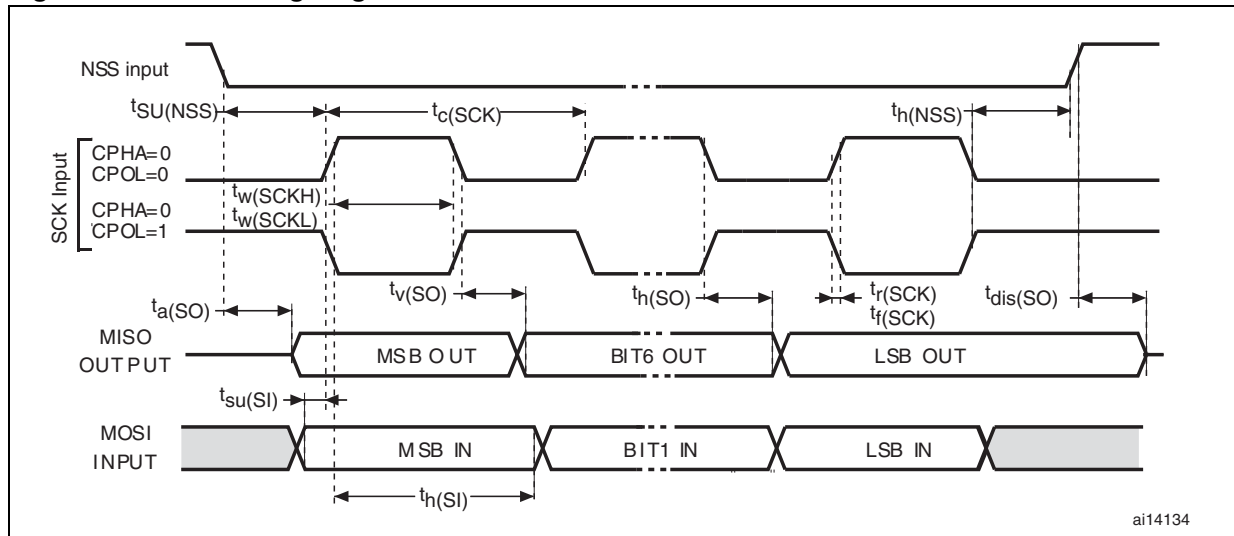 NSS input
tSU(NSS)
tc(SCK)
th(NSS)
SCK Input
CPHA=0
CPOL=0
tw(SCKH)
tw(SCKL)
CPHA=0
CPOL=1
tv(SO)
th(SO)
tr(SCK)
tf(SCK)
tdis(SO)
ta(SO)
MISO
OUTPUT
MSB OUT
BIT6 OUT
LSB OUT
tsu(SI)
MOSI
INPUT
MSB IN
BIT1 IN
LSB IN
th(SI)
ai14134